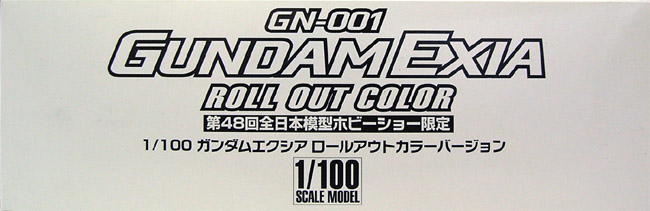 GN-001
GUNDAM EXIA
ROLL OUT COLOR
第48回全日本模型ホビーショー限定
1/100 ガンダムエクシア ロールアウトカラーバージョン
1/100
SCALE MODEL